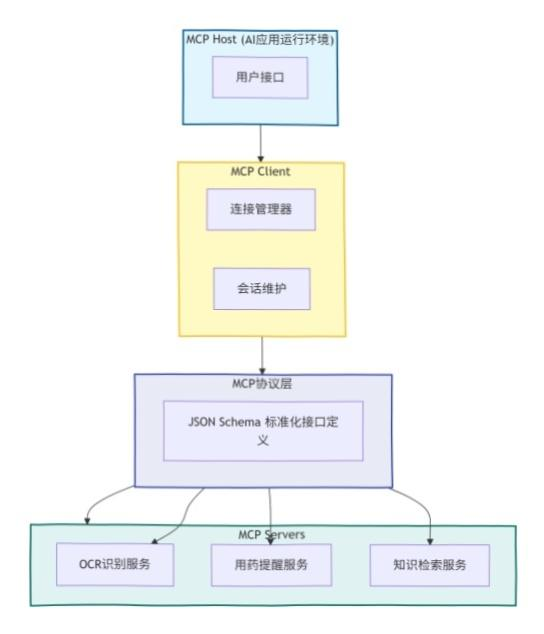 MCP Host (AI应用运行环境)
用户接口
MCP Client
连接管理器
会话维护
MCP协议层
JSON Schema 标准化接口定
义
MCP Servers
OCR识别服务
用药提醒服务
知识检索服务